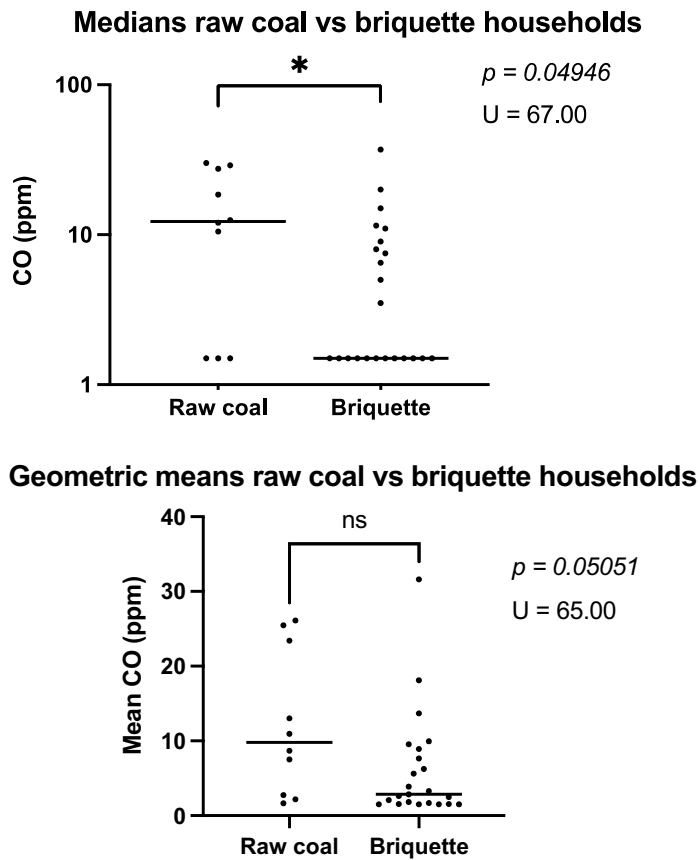 Medians raw coal vs briquette households
*
p = 0.04946
U = 67.00
100
10
1
CO (ppm)
Raw coal Briquette
Geometric means raw coal vs briquette households
ns
p = 0.05051
U = 65.00
40
30
20
10
0
Mean CO (ppm)
Raw coal Briquette